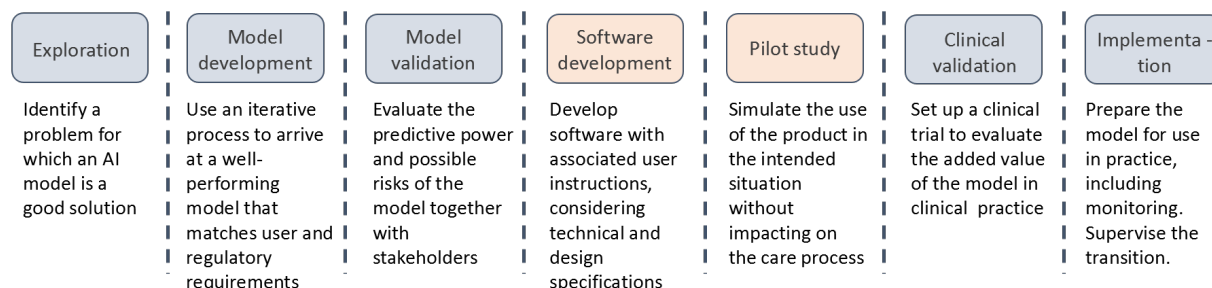 Exploration
Identify a
problem for
which an AI
model is a
good solution
Model
development
Use an iterative
process to arrive
at a well-
performing
model that
matches user and
regulatory
requirements
Model
validation
Evaluate the
predictive power
and possible
risks of the
model together
with
stakeholders
Software
development
Develop
software with
associated user
instructions,
considering
technical and
design
specifications
Pilot study
Simulate the use
of the product in
the intended
situation
without
impacting on
the care process
Clinical
validation
Set up a clinical
trial to evaluate
the added value
of the model in
clinical  practice
Implementa -
tion
Prepare the
model for use
in practice,
including
monitoring.
Supervise the
transition.